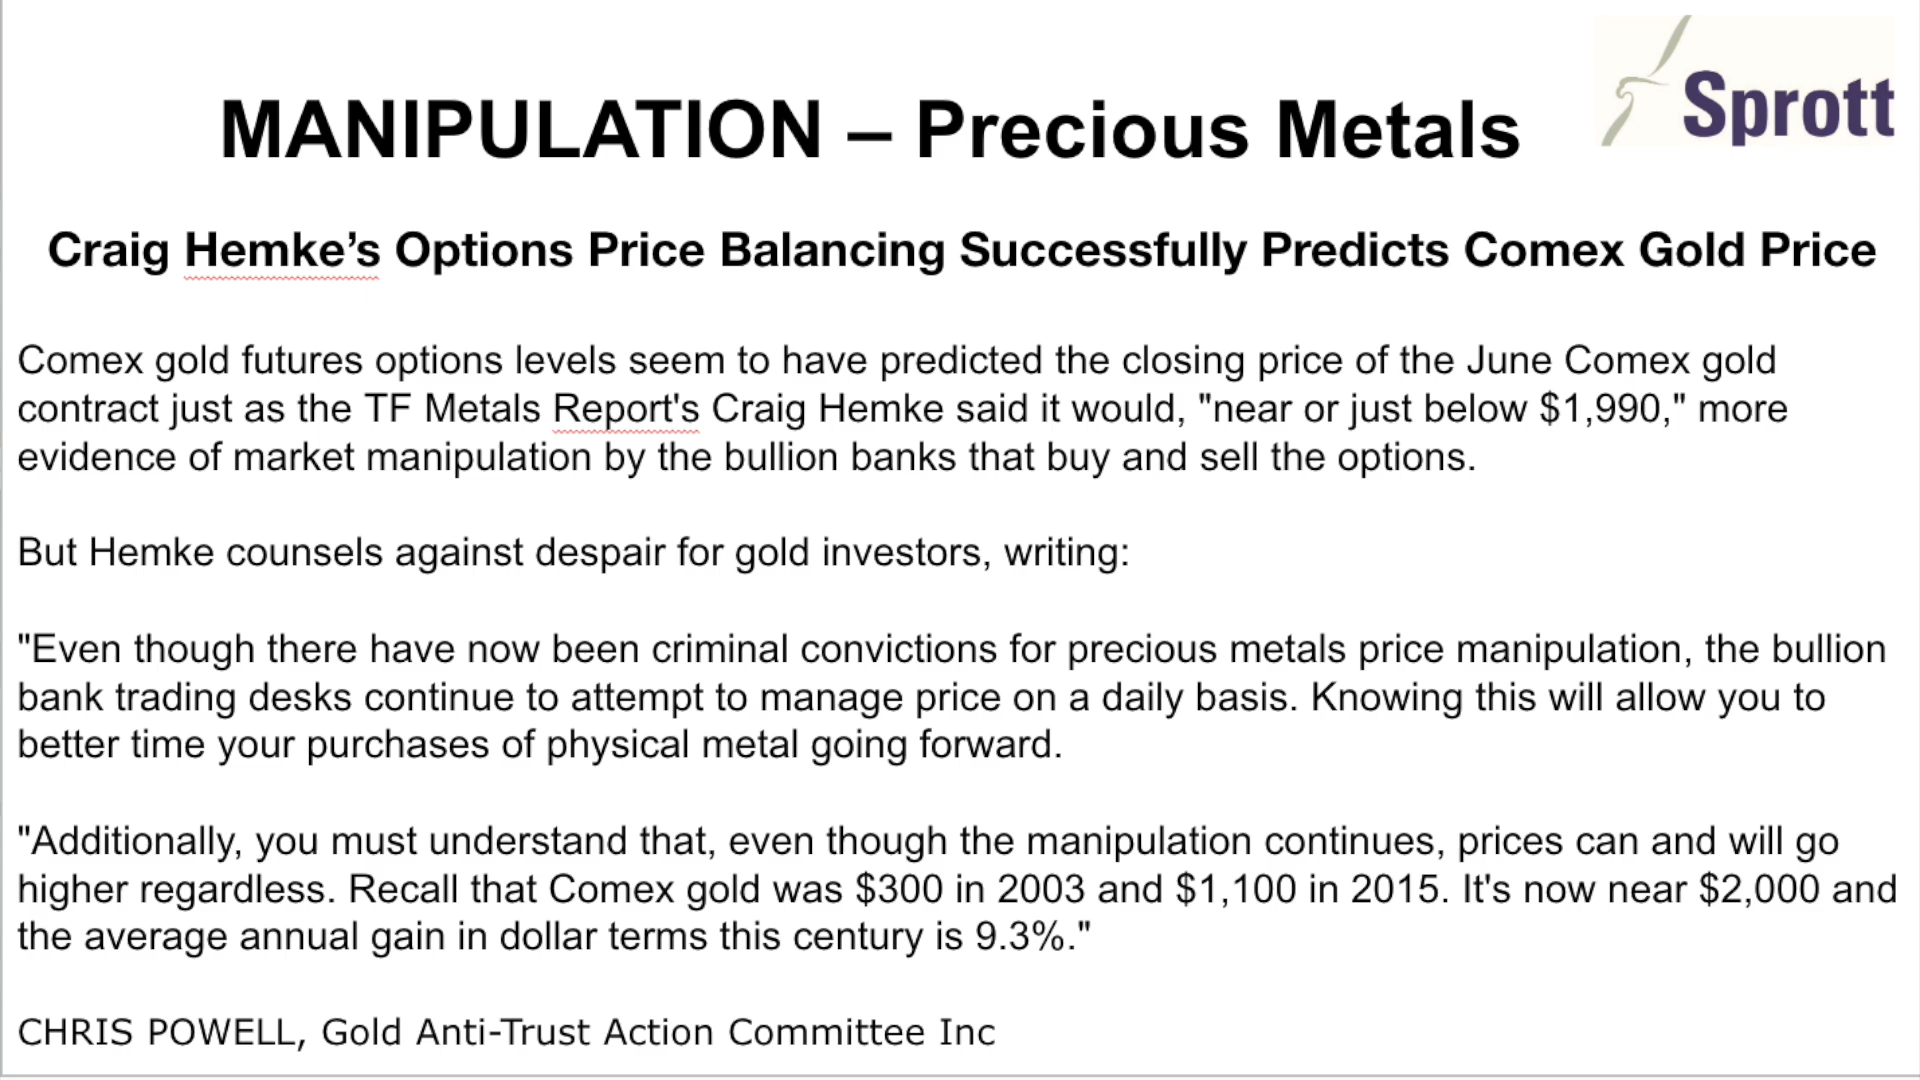 Sprott
MANIPULATION – Precious Metals
Craig Hemke’s Options Price Balancing Successfully Predicts Comex Gold Price
Comex gold futures options levels seem to have predicted the closing price of the June Comex gold
contract just as the TF Metals Report's Craig Hemke said it would, "near or just below $1,990," more
evidence of market manipulation by the bullion banks that buy and sell the options.
But Hemke counsels against despair for gold investors, writing:
"Even though there have now been criminal convictions for precious metals price manipulation, the bullion
bank trading desks continue to attempt to manage price on a daily basis. Knowing this will allow you to
better time your purchases of physical metal going forward.
"Additionally, you must understand that, even though the manipulation continues, prices can and will go
higher regardless. Recall that Comex gold was $300 in 2003 and $1,100 in 2015. It's now near $2,000 and
the average annual gain in dollar terms this century is 9.3%."
CHRIS POWELL, Gold Anti-Trust Action Committee Inc